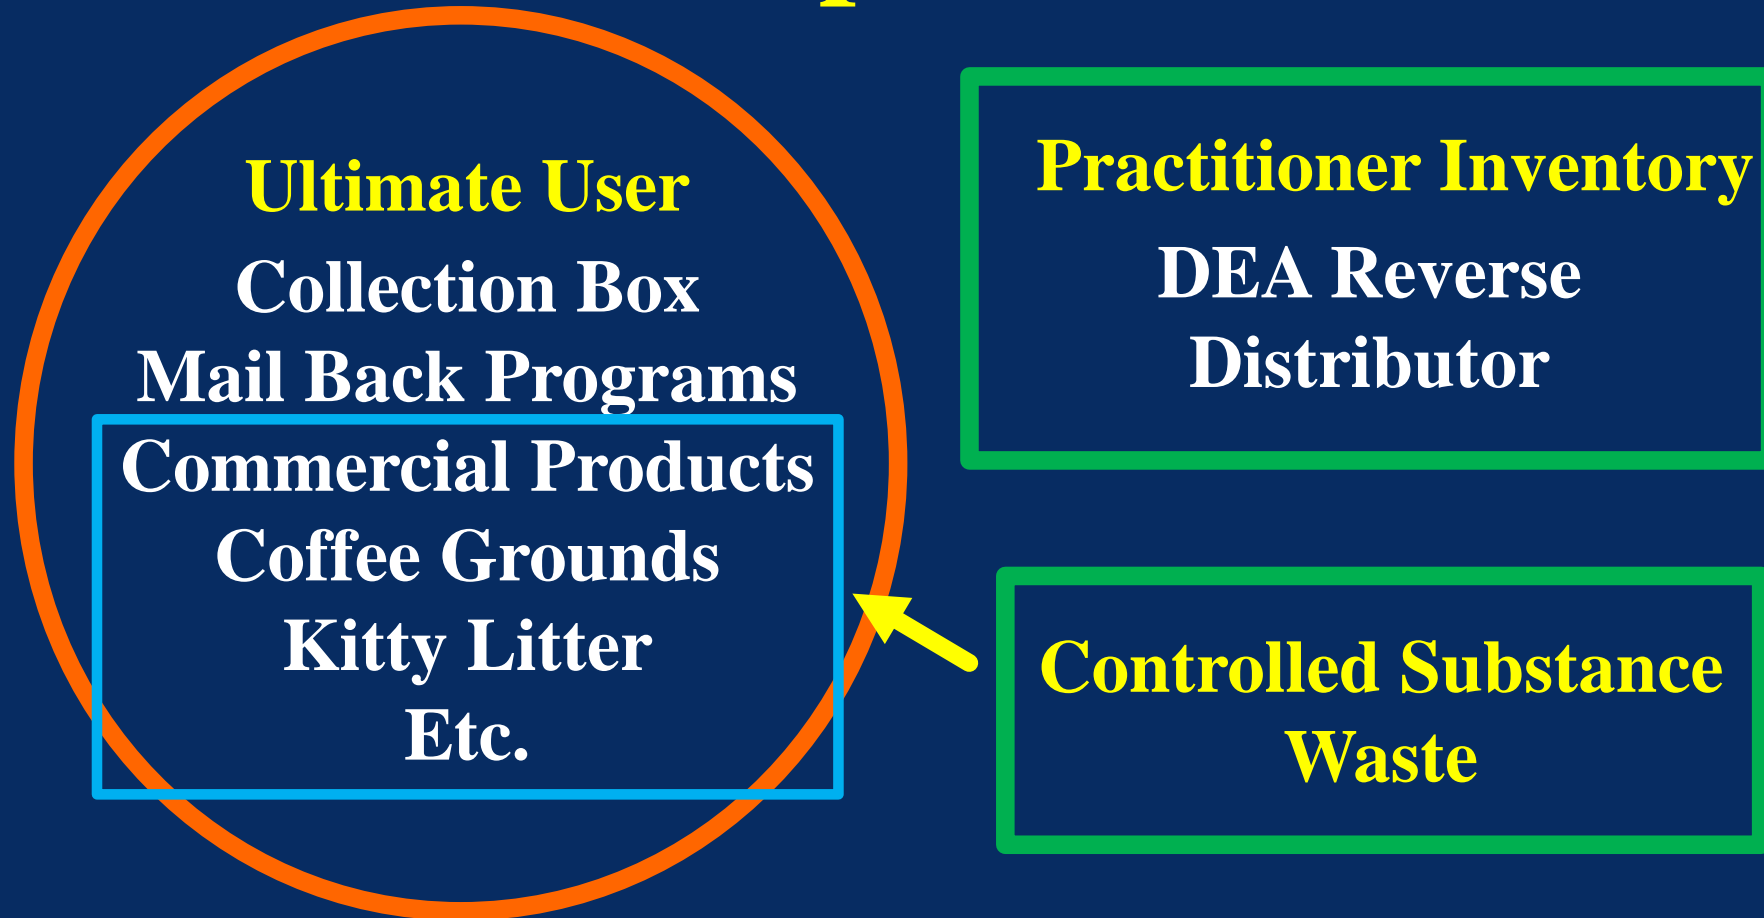 Ultimate User
Collection Box
Mail Back Programs
Commercial Products
Coffee Grounds
Kitty Litter
Etc.
Practitioner Inventory
DEA Reverse
Distributor
Controlled Substance
Waste